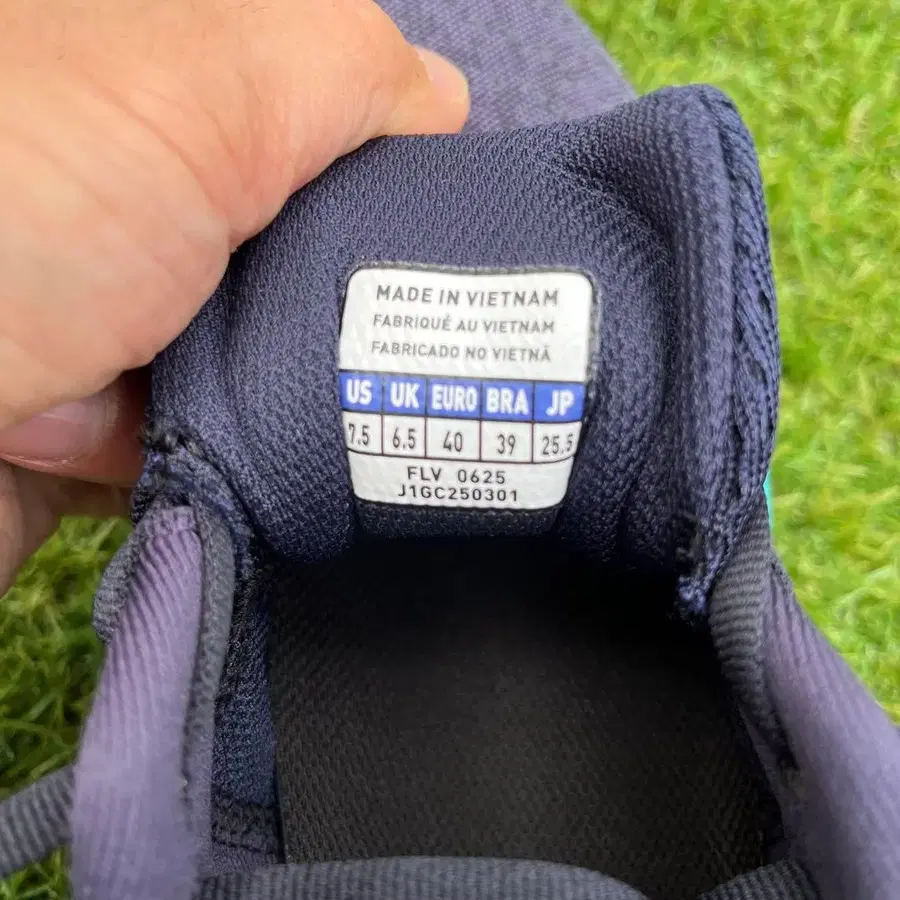 MADE IN VIETNAM
FABRIQUÉ AU VIETNAM
FABRICADO NO VIETNÃ
US UK EURO BRA JP
7.5 6.5 40 39 25.5
FLV 0625
J1GC250301